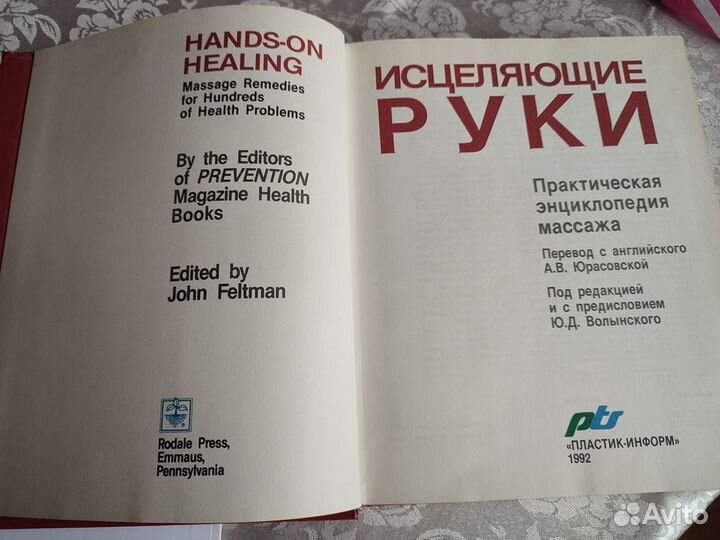 HANDS-ON
HEALING
Massage Remedies
for Hundreds
of Health Problems
By the Editors
of PREVENTION
Magazine Health
Books
Edited by
John Feltman
Rodale Press,
Emmaus,
Pennsylvania
ИСЦЕЛЯЮЩИЕ
РУКИ
Практическая
энциклопедия
массажа
Перевод с английского
А.В. Юрасовской
Под редакцией
и с предисловием
Ю.Д. Волынского
pts
«ПЛАСТИК-ИНФОРМ»
1992
Avito